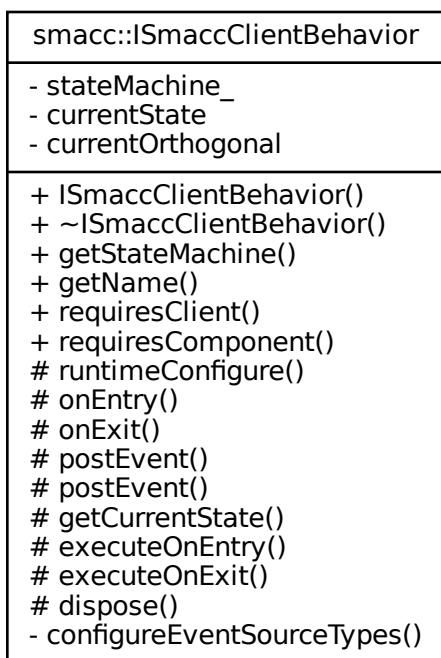 smacc::ISmaccClientBehavior
- stateMachine_
- currentState
- currentOrthogonal
+ ISmaccClientBehavior()
+ ~ISmaccClientBehavior()
+ getStateMachine()
+ getName()
+ requiresClient()
+ requiresComponent()
# runtimeConfigure()
# onEntry()
# onExit()
# postEvent()
# postEvent()
# getCurrentState()
# executeOnEntry()
# executeOnExit()
# dispose()
- configureEventSourceTypes()